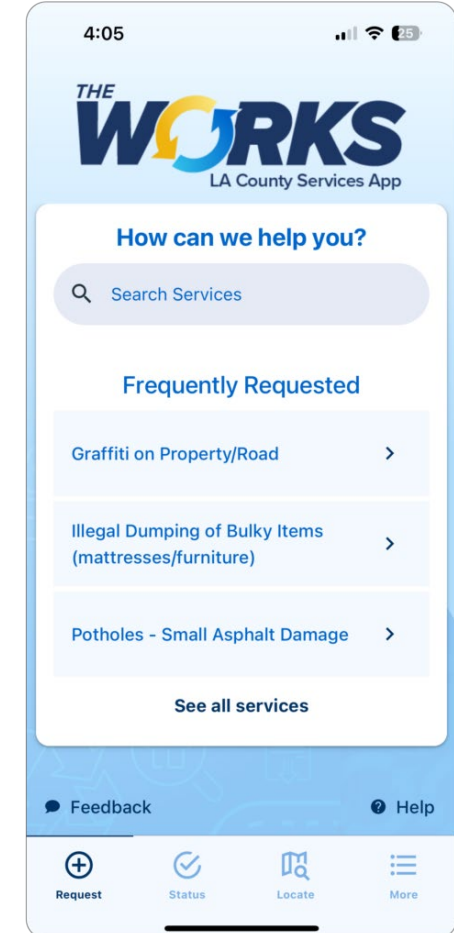 4:05
25
THE
WORKS
LA County Services App
How can we help you?
Search Services
Frequently Requested
Graffiti on Property/Road
Illegal Dumping of Bulky Items
(mattresses/furniture)
Potholes - Small Asphalt Damage
See all services
Feedback
Help
Request
Status
Locate
More